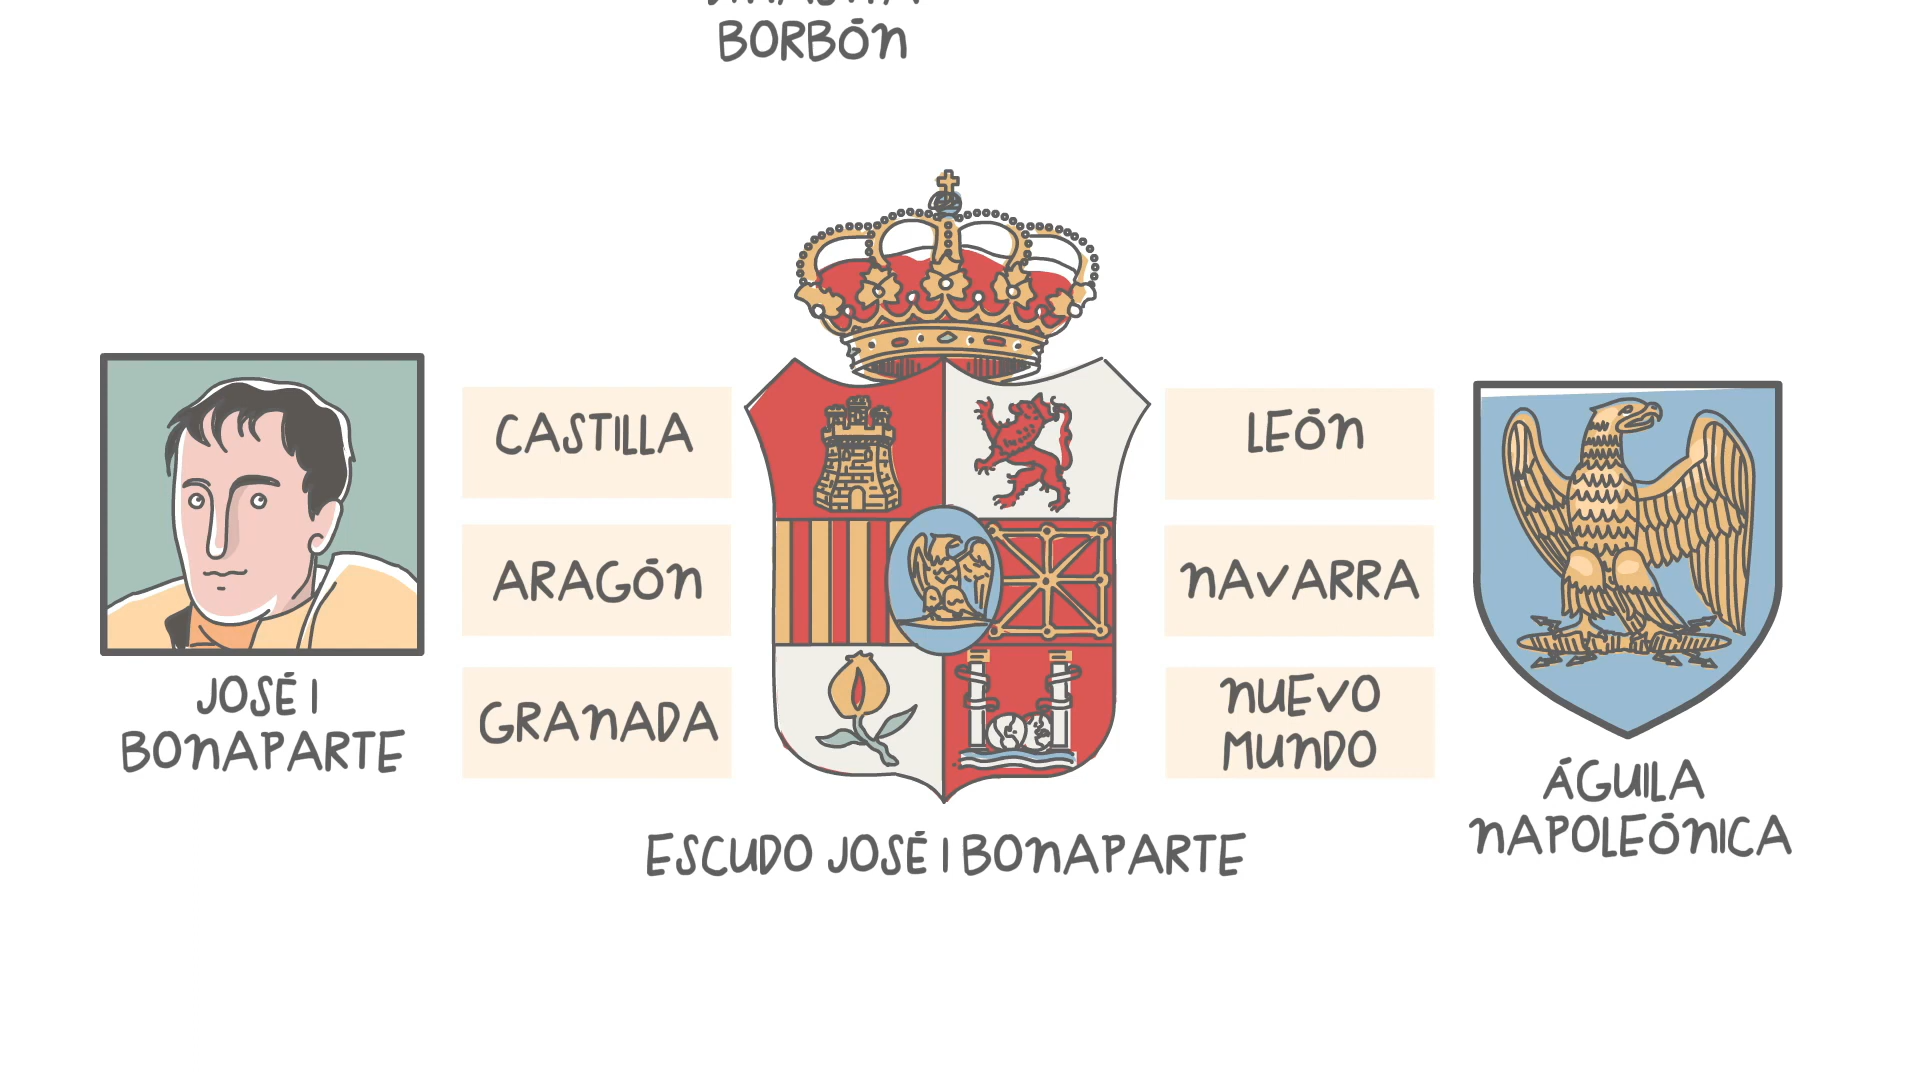 BORBÓN
CASTILLA
LEÓN
ARAGÓN
NAVARRA
GRANADA
NUEVO
MUNDO
JOSÉ I
BONAPARTE
ÁGUILA
NAPOLEÓNICA
ESCUDO JOSÉ I BONAPARTE